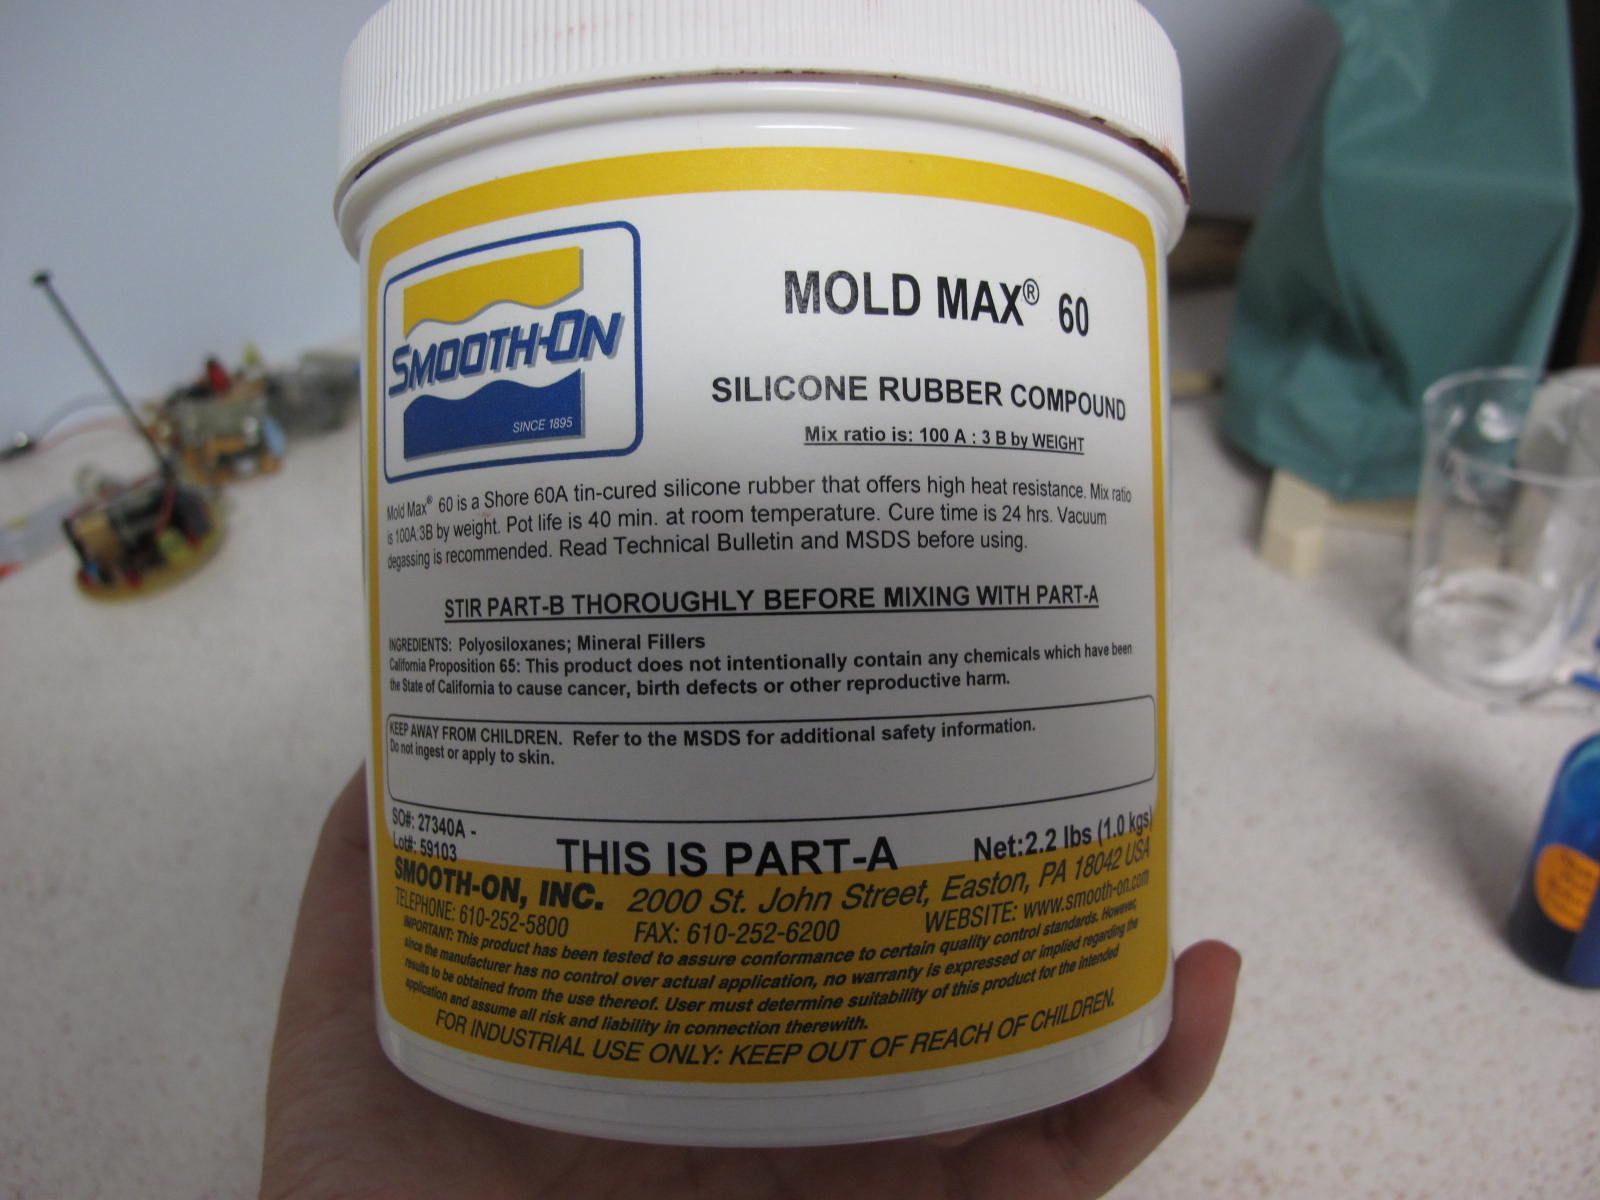 SMOOTH-ON
SINCE 1895
MOLD MAX® 60
SILICONE RUBBER COMPOUND
Mix ratio is: 100 A : 3 B by WEIGHT
Mold Max® 60 is a Shore 60A tin-cured silicone rubber that offers high heat resistance. Mix ratio
is 100A:3B by weight. Pot life is 40 min. at room temperature. Cure time is 24 hrs. Vacuum
degassing is recommended. Read Technical Bulletin and MSDS before using.
STIR PART-B THOROUGHLY BEFORE MIXING WITH PART-A
INGREDIENTS: Polyosiloxanes; Mineral Fillers
California Proposition 65: This product does not intentionally contain any chemicals which have been
the State of California to cause cancer, birth defects or other reproductive harm.
KEEP AWAY FROM CHILDREN. Refer to the MSDS for additional safety information.
Do not ingest or apply to skin.
SO#: 27340A -
Lot#: 59103
THIS IS PART-A
Net:2.2 lbs (1.0 kgs)
SMOOTH-ON, INC. 2000 St. John Street, Easton, PA 18042 USA
TELEPHONE: 610-252-5800 FAX: 610-252-6200 WEBSITE: www.smooth-on.com
IMPORTANT: This product has been tested to assure conformance to certain quality control standards. However,
since the manufacturer has no control over actual application, no warranty is expressed or implied regarding the
results to be obtained from the use thereof. User must determine suitability of this product for the intended
application and assume all risk and liability in connection therewith.
FOR INDUSTRIAL USE ONLY: KEEP OUT OF REACH OF CHILDREN.